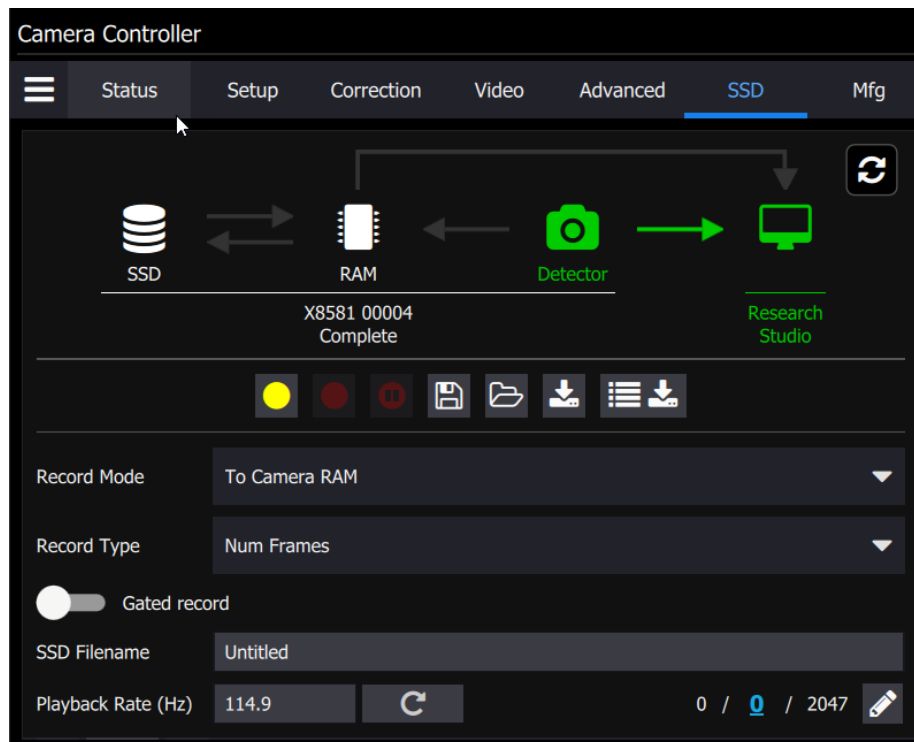 Camera Controller
Status Setup Correction Video Advanced SSD Mfg
SSD RAM Detector
X8581 00004
Complete
Research
Studio
Record Mode To Camera RAM
Record Type Num Frames
Gated record
SSD Filename Untitled
Playback Rate (Hz) 114.9 0 / 0 / 2047